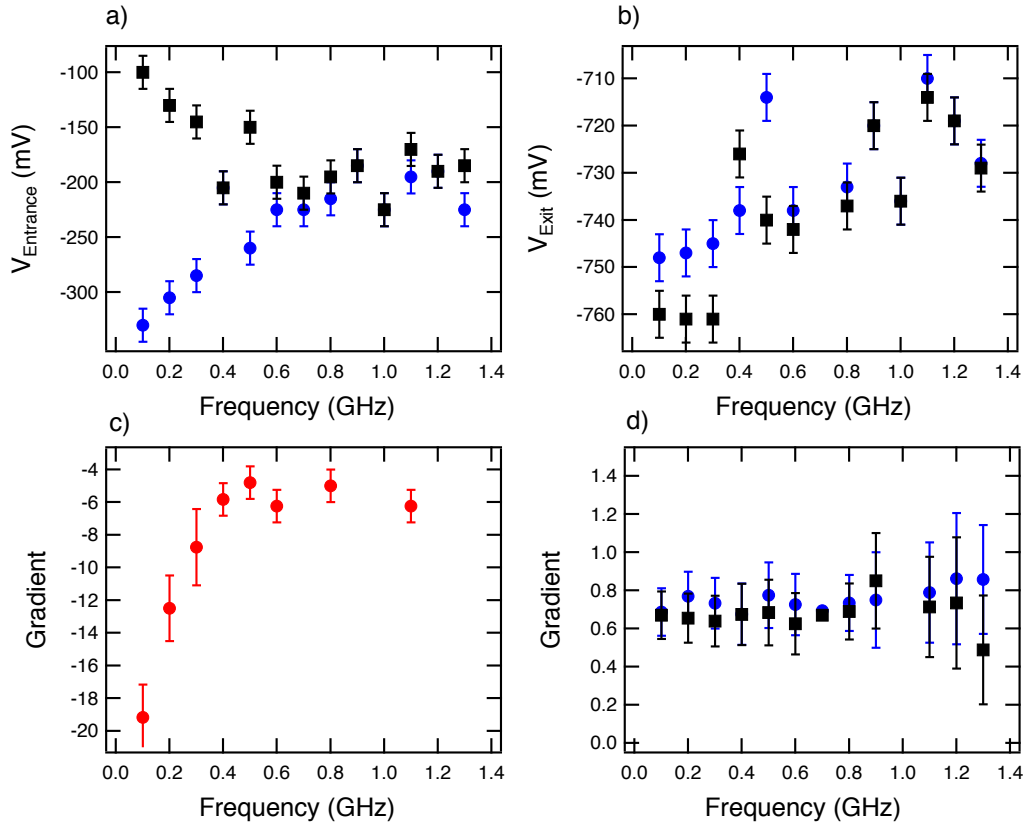 a)
-100
-150
-200
-250
-300
V_Entrance (mV)
0.0 0.2 0.4 0.6 0.8 1.0 1.2 1.4
Frequency (GHz)
b)
-710
-720
-730
-740
-750
-760
V_Exit (mV)
0.0 0.2 0.4 0.6 0.8 1.0 1.2 1.4
Frequency (GHz)
c)
-4
-6
-8
-10
-12
-14
-16
-18
-20
Gradient
0.0 0.2 0.4 0.6 0.8 1.0 1.2 1.4
Frequency (GHz)
d)
1.4
1.2
1.0
0.8
0.6
0.4
0.2
0.0
Gradient
0.0 0.2 0.4 0.6 0.8 1.0 1.2 1.4
Frequency (GHz)